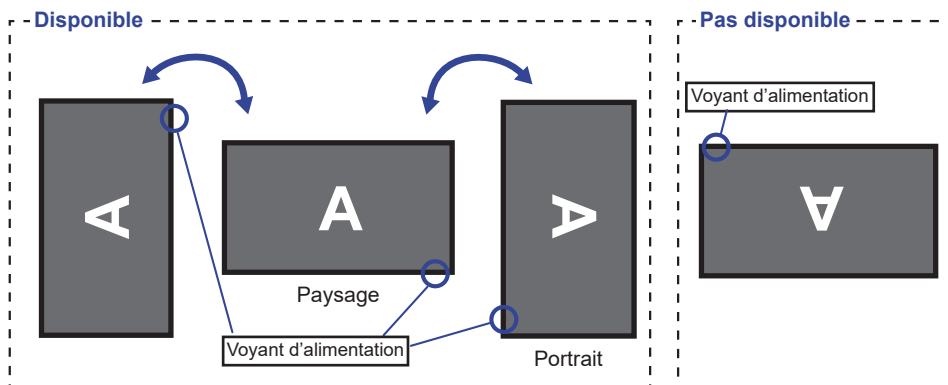 Disponible
Pas disponible
Voyant d’alimentation
A
A
A
A
Paysage
Voyant d’alimentation
Portrait